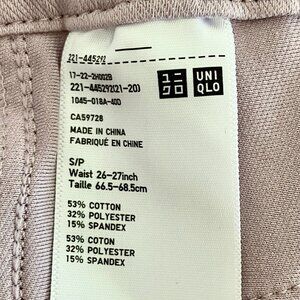 221-445292
17-22-2H002B
221-445292(21-20)
1045-018A-40D
ユニ
クロ
UNI
QLO
CA59728
MADE IN CHINA
FABRIQUÉ EN CHINE
S/P
Waist 26-27inch
Taille 66.5-68.5cm
53% COTTON
32% POLYESTER
15% SPANDEX
53% COTON
32% POLYESTER
15% SPANDEX